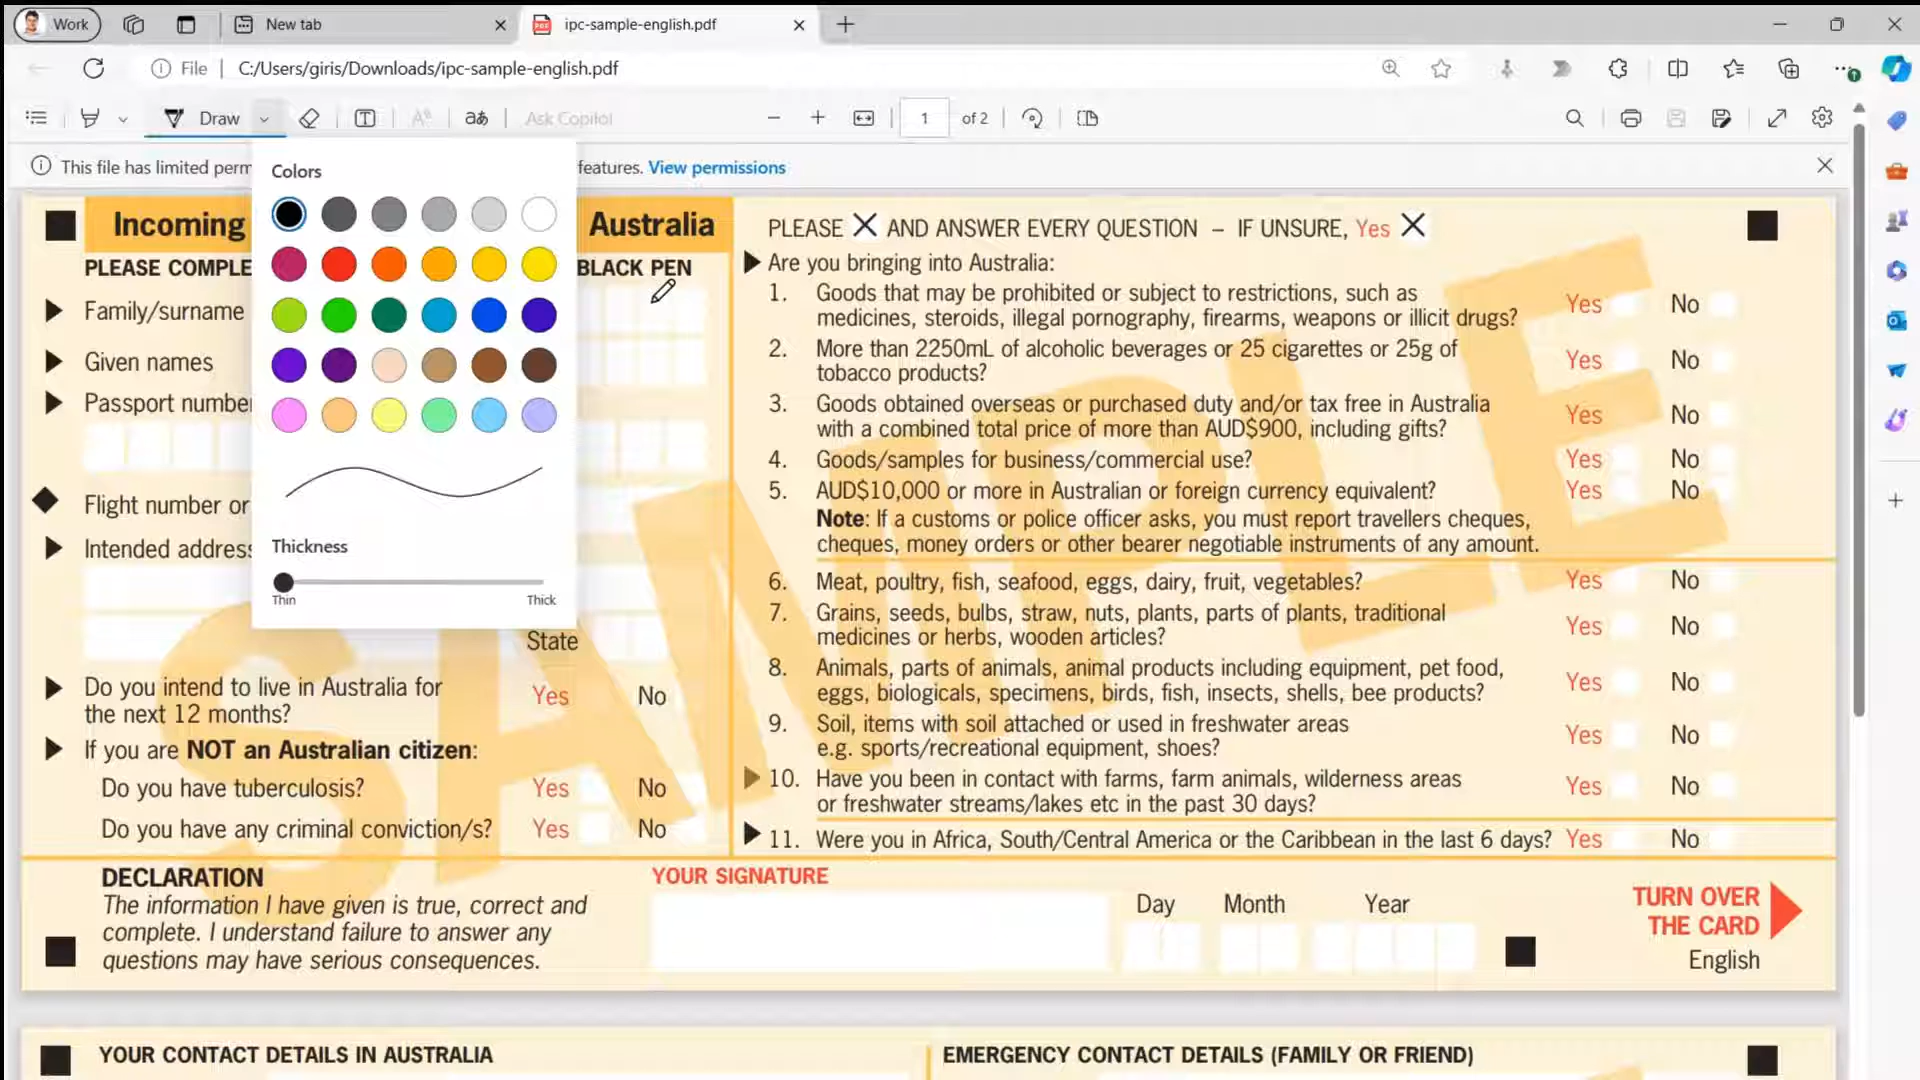 Work
New tab
ipc-sample-english.pdf
File
C:/Users/giris/Downloads/ipc-sample-english.pdf
Draw
Ask Copilot
1
of 2
This file has limited perm
features. View permissions
Colors
Thickness
Thin
Thick
Incoming
Australia
PLEASE COMPLE
BLACK PEN
Family/surname
Given names
Passport number
Flight number or
Intended address
State
Do you intend to live in Australia for
the next 12 months?
Yes No
If you are NOT an Australian citizen:
Do you have tuberculosis? Yes No
Do you have any criminal conviction/s? Yes No
PLEASE X AND ANSWER EVERY QUESTION – IF UNSURE, Yes X
Are you bringing into Australia:
1. Goods that may be prohibited or subject to restrictions, such as
medicines, steroids, illegal pornography, firearms, weapons or illicit drugs? Yes No
2. More than 2250mL of alcoholic beverages or 25 cigarettes or 25g of
tobacco products? Yes No
3. Goods obtained overseas or purchased duty and/or tax free in Australia
with a combined total price of more than AUD$900, including gifts? Yes No
4. Goods/samples for business/commercial use? Yes No
5. AUD$10,000 or more in Australian or foreign currency equivalent? Yes No
Note: If a customs or police officer asks, you must report travellers cheques,
cheques, money orders or other bearer negotiable instruments of any amount.
6. Meat, poultry, fish, seafood, eggs, dairy, fruit, vegetables? Yes No
7. Grains, seeds, bulbs, straw, nuts, plants, parts of plants, traditional
medicines or herbs, wooden articles? Yes No
8. Animals, parts of animals, animal products including equipment, pet food,
eggs, biologicals, specimens, birds, fish, insects, shells, bee products? Yes No
9. Soil, items with soil attached or used in freshwater areas
e.g. sports/recreational equipment, shoes? Yes No
10. Have you been in contact with farms, farm animals, wilderness areas
or freshwater streams/lakes etc in the past 30 days? Yes No
11. Were you in Africa, South/Central America or the Caribbean in the last 6 days? Yes No
SAMPLE
DECLARATION
The information I have given is true, correct and
complete. I understand failure to answer any
questions may have serious consequences.
YOUR SIGNATURE
Day Month Year
TURN OVER
THE CARD
English
YOUR CONTACT DETAILS IN AUSTRALIA
EMERGENCY CONTACT DETAILS (FAMILY OR FRIEND)